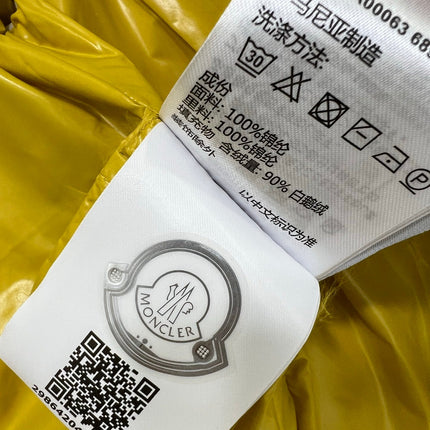 (00063 68
马尼亚制造
洗涤方法:
30
P
成份
面料: 100%锦纶
里料: 100%锦纶
填充物 含绒量: 90% 白鹅绒
以中文标识为准
MONCLER
29864204